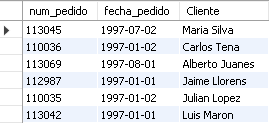 num_pedido fecha_pedido Cliente
113045 1997-07-02 Maria Silva
110036 1997-01-02 Carlos Tena
113069 1997-08-01 Alberto Juanes
112987 1997-01-01 Jaime Llorens
110035 1997-01-02 Julian Lopez
113042 1997-01-01 Luis Maron